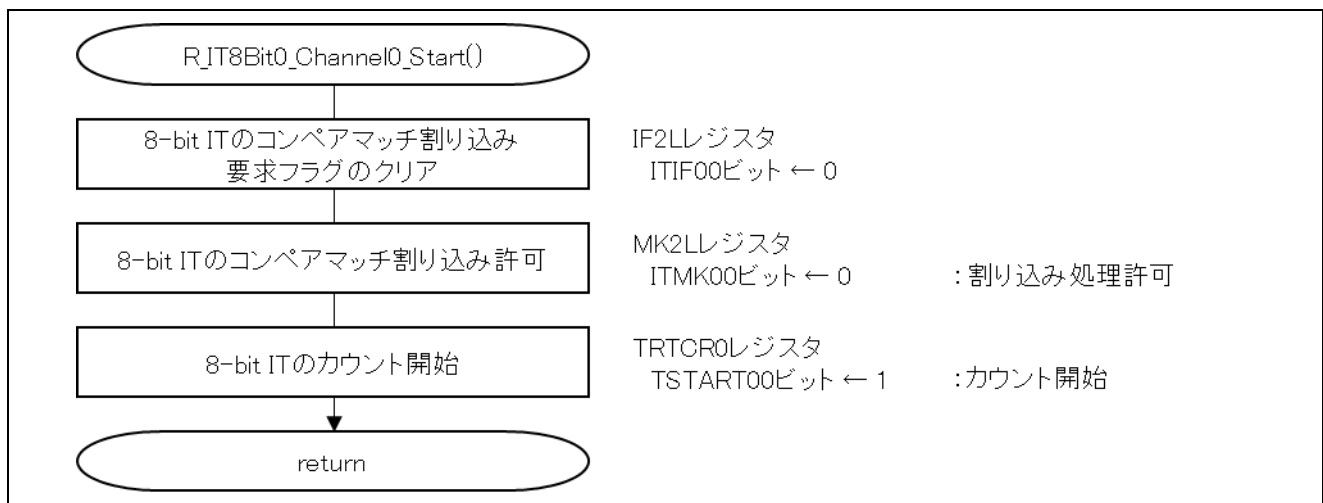 R_IT8Bit0_Channel0_Start()
8-bit ITのコンペアマッチ割り込み
要求フラグのクリア
IF2Lレジスタ
ITIF00ビット ← 0
8-bit ITのコンペアマッチ割り込み許可
MK2Lレジスタ
ITMK00ビット ← 0 :割り込み処理許可
8-bit ITのカウント開始
TRTCR0レジスタ
TSTART00ビット ← 1 :カウント開始
return